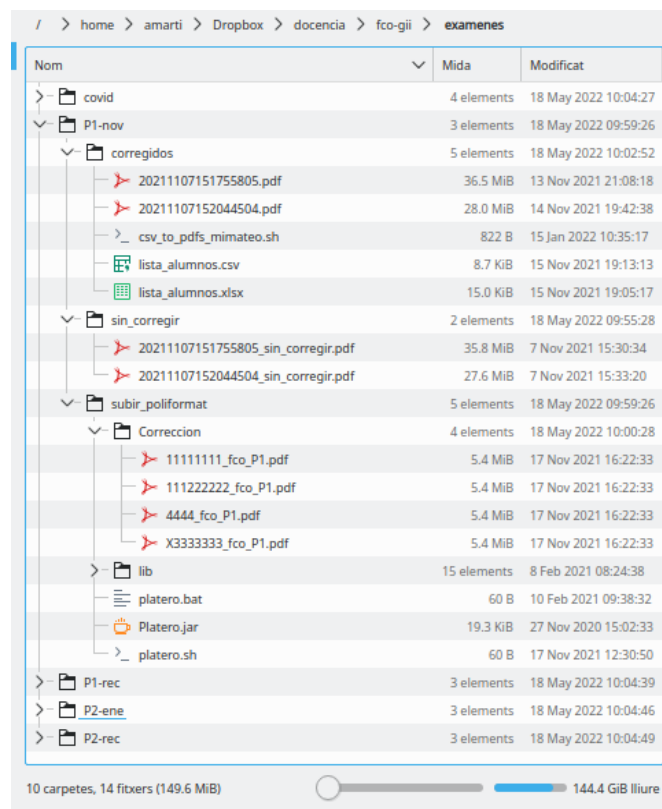 / > home > amarti > Dropbox > docencia > fco-gii > examenes
Nom Mida Modificat
covid 4 elements 18 May 2022 10:04:27
P1-nov 3 elements 18 May 2022 09:59:26
corregidos 5 elements 18 May 2022 10:02:52
20211107151755805.pdf 36.5 MiB 13 Nov 2021 21:08:18
20211107152044504.pdf 28.0 MiB 14 Nov 2021 19:42:38
csv_to_pdfs_mimateo.sh 822 B 15 Jan 2022 10:35:17
lista_alumnos.csv 8.7 KiB 15 Nov 2021 19:13:13
lista_alumnos.xlsx 15.0 KiB 15 Nov 2021 19:05:17
sin_corregir 2 elements 18 May 2022 09:55:28
20211107151755805_sin_corregir.pdf 35.8 MiB 7 Nov 2021 15:30:34
20211107152044504_sin_corregir.pdf 27.6 MiB 7 Nov 2021 15:33:20
subir_poliformat 5 elements 18 May 2022 09:59:26
Correccion 4 elements 18 May 2022 10:00:28
11111111_fco_P1.pdf 5.4 MiB 17 Nov 2021 16:22:33
111222222_fco_P1.pdf 5.4 MiB 17 Nov 2021 16:22:33
4444_fco_P1.pdf 5.4 MiB 17 Nov 2021 16:22:33
X3333333_fco_P1.pdf 5.4 MiB 17 Nov 2021 16:22:33
lib 15 elements 8 Feb 2021 08:24:38
platero.bat 60 B 10 Feb 2021 09:38:32
Platero.jar 19.3 KiB 27 Nov 2020 15:02:33
platero.sh 60 B 17 Nov 2021 12:30:50
P1-rec 3 elements 18 May 2022 10:04:39
P2-ene 3 elements 18 May 2022 10:04:46
P2-rec 3 elements 18 May 2022 10:04:49
10 carpetes, 14 fitxers (149.6 MiB) 144.4 GiB lliure